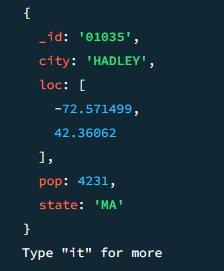 {
_id: '01035',
city: 'HADLEY',
loc: [
-72.571499,
42.36062
],
pop: 4231,
state: 'MA'
}
Type "it" for more